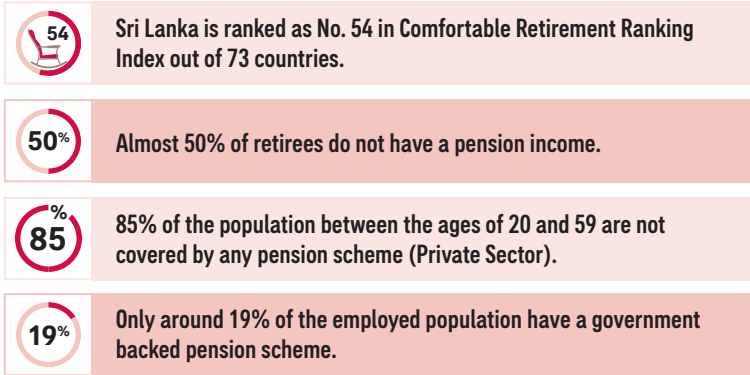 54
Sri Lanka is ranked as No. 54 in Comfortable Retirement Ranking
Index out of 73 countries.
50%
Almost 50% of retirees do not have a pension income.
%
85
85% of the population between the ages of 20 and 59 are not
covered by any pension scheme (Private Sector).
19%
Only around 19% of the employed population have a government
backed pension scheme.